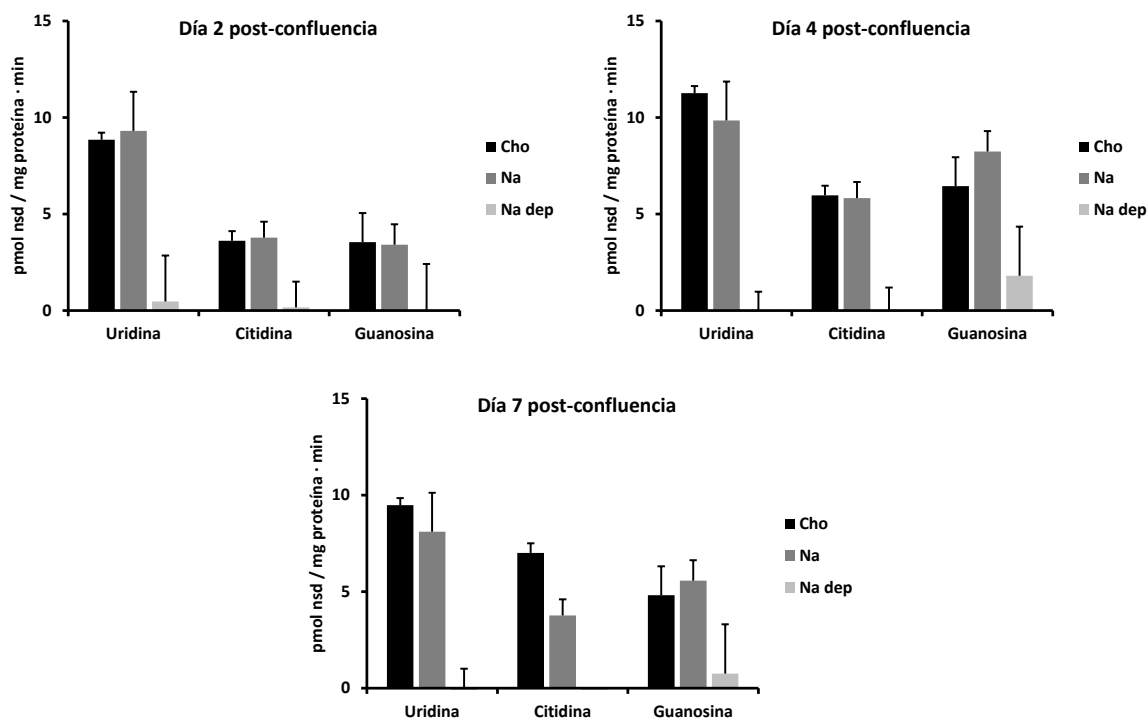 Día 2 post-confluencia
pmol nsd / mg proteína · min
15
10
5
0
Uridina
Citidina
Guanosina
Cho
Na
Na dep
Día 4 post-confluencia
pmol nsd / mg proteína · min
15
10
5
0
Uridina
Citidina
Guanosina
Cho
Na
Na dep
Día 7 post-confluencia
pmol nsd / mg proteína · min
15
10
5
0
Uridina
Citidina
Guanosina
Cho
Na
Na dep